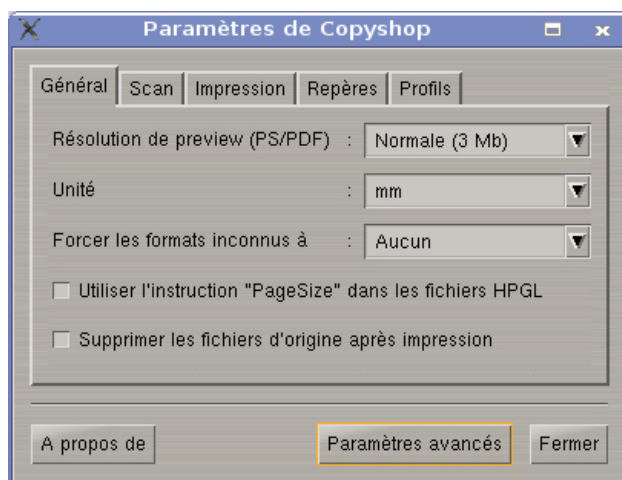 Paramètres de Copyshop
Général Scan Impression Repères Profils
Résolution de preview (PS/PDF) : Normale (3 Mb)
Unité : mm
Forcer les formats inconnus à : Aucun
Utiliser l'instruction "PageSize" dans les fichiers HPGL
Supprimer les fichiers d'origine après impression
A propos de Paramètres avancés Fermer